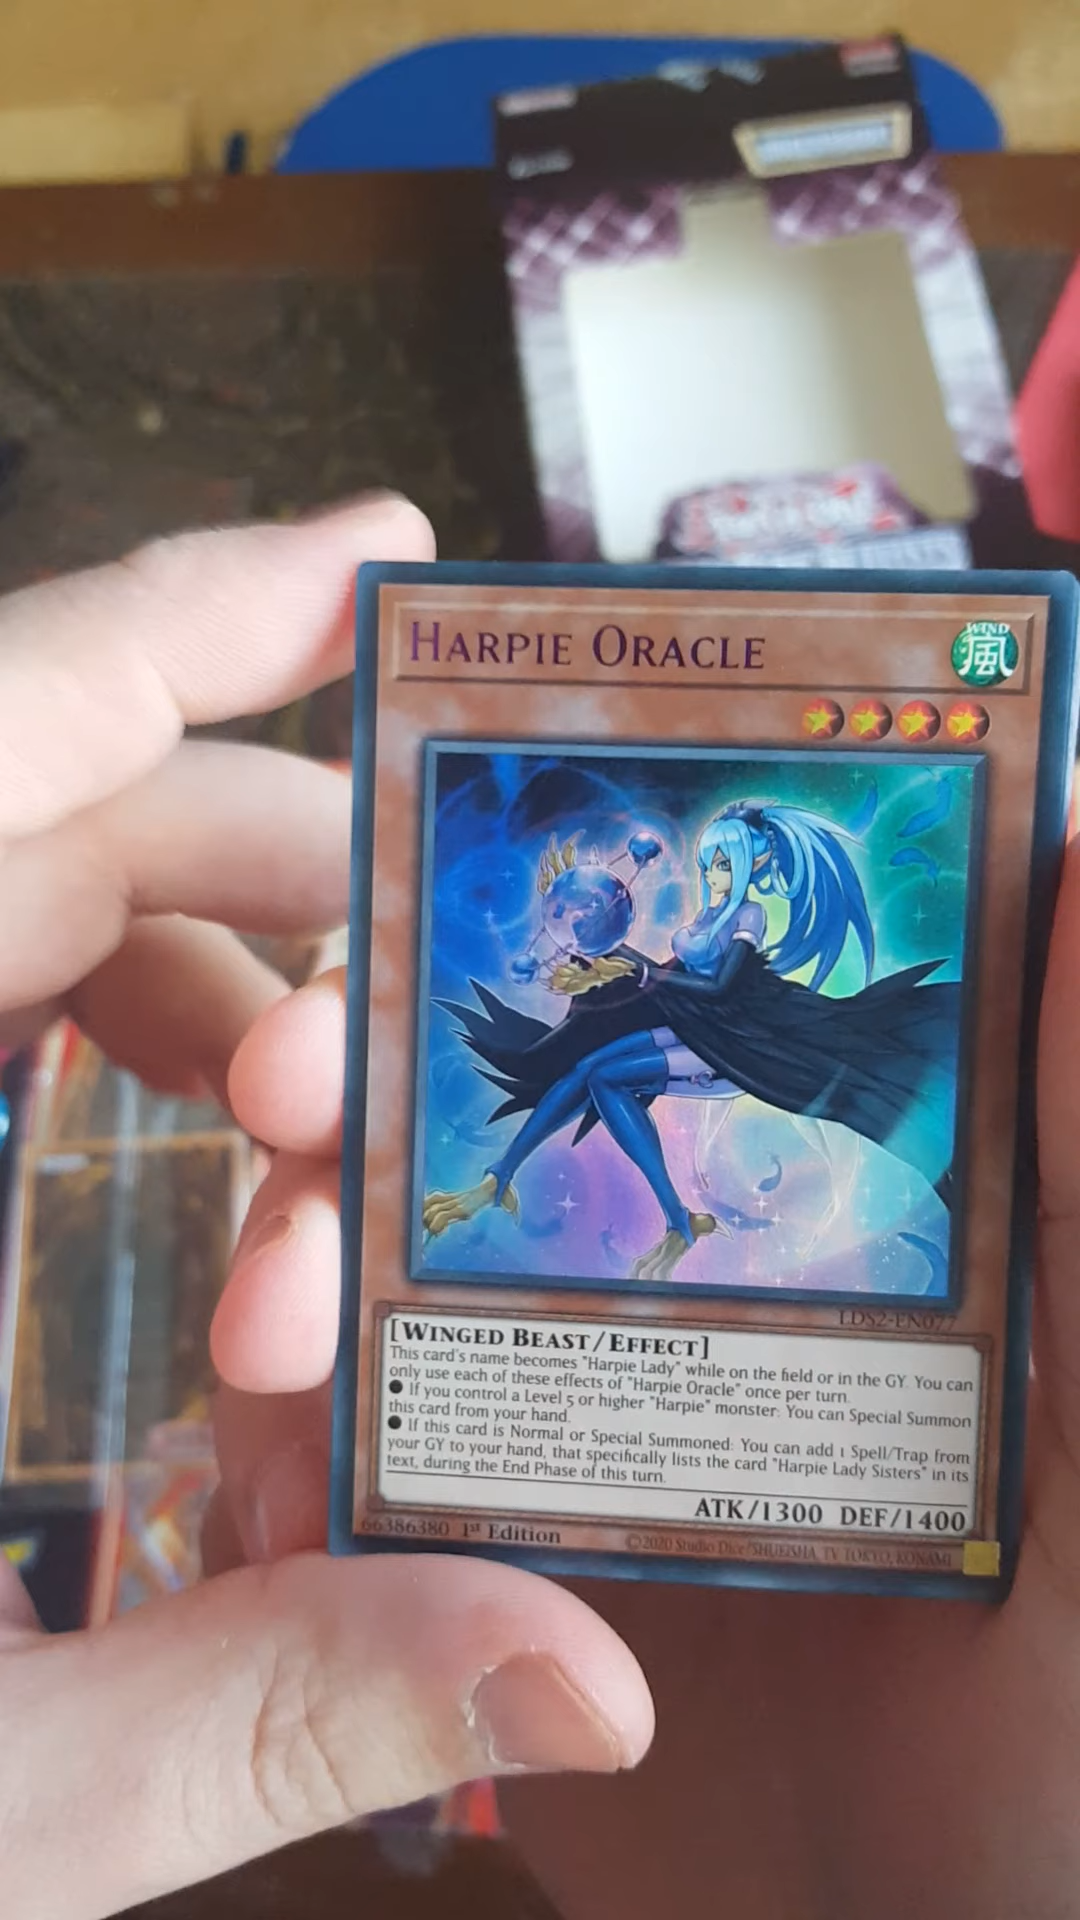 HARPIE ORACLE
WIND
風
LDS2-EN077
[WINGED BEAST/EFFECT]
This card's name becomes "Harpie Lady" while on the field or in the GY. You can
only use each of these effects of "Harpie Oracle" once per turn.
● If you control a Level 5 or higher "Harpie" monster: You can Special Summon
this card from your hand.
● If this card is Normal or Special Summoned: You can add 1 Spell/Trap from
your GY to your hand, that specifically lists the card "Harpie Lady Sisters" in its
text, during the End Phase of this turn.
ATK/1300 DEF/1400
66386380 1st Edition
©2020 Studio Dice/SHUEISHA, TV TOKYO, KONAMI